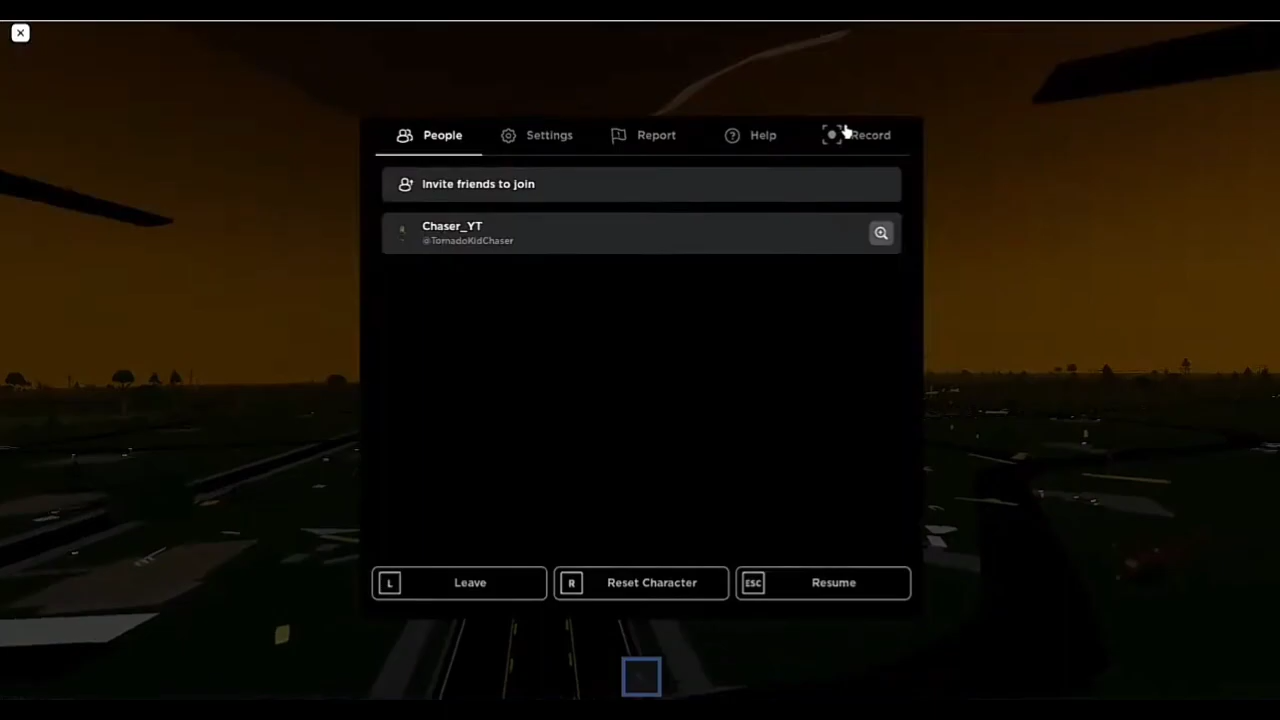 People
Settings
Report
Help
Record
Invite friends to join
Chaser_YT
@TornadoKidChaser
L Leave
R Reset Character
ESC Resume